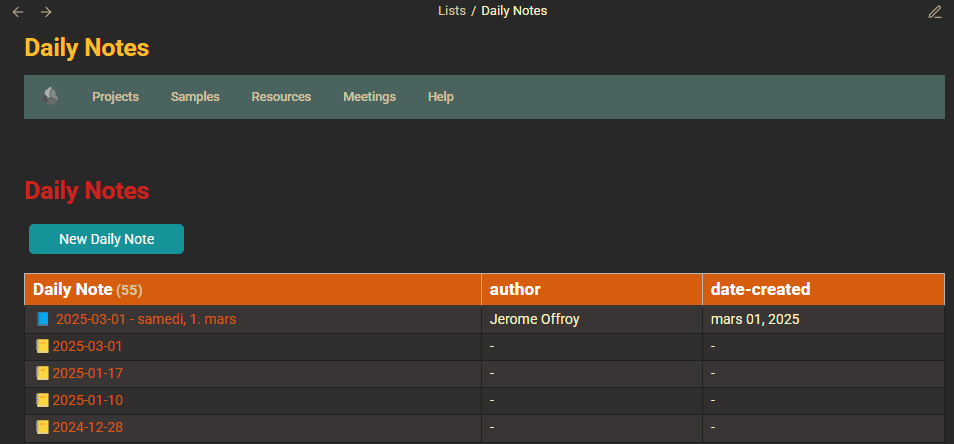 Lists / Daily Notes
Daily Notes
Projects Samples Resources Meetings Help
Daily Notes
New Daily Note
Daily Note (55) author date-created
2025-03-01 - samedi, 1. mars Jerome Offroy mars 01, 2025
2025-03-01 - -
2025-01-17 - -
2025-01-10 - -
2024-12-28 - -